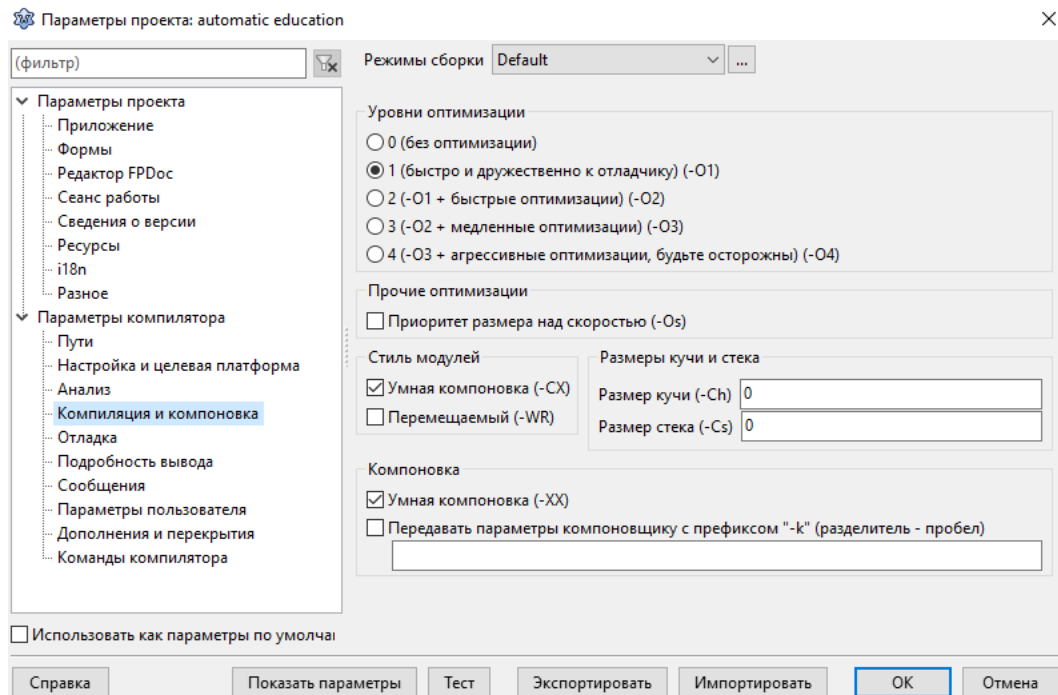 Параметры проекта: automatic education
(фильтр)
Режимы сборки Default ...
Параметры проекта
Приложение
Формы
Редактор FPDoc
Сеанс работы
Сведения о версии
Ресурсы
i18n
Разное
Параметры компилятора
Пути
Настройка и целевая платформа
Анализ
Компиляция и компоновка
Отладка
Подробность вывода
Сообщения
Параметры пользователя
Дополнения и перекрытия
Команды компилятора
Использовать как параметры по умолча
Уровни оптимизации
0 (без оптимизации)
1 (быстро и дружественно к отладчику) (-O1)
2 (-O1 + быстрые оптимизации) (-O2)
3 (-O2 + медленные оптимизации) (-O3)
4 (-O3 + агрессивные оптимизации, будьте осторожны) (-O4)
Прочие оптимизации
Приоритет размера над скоростью (-Os)
Стиль модулей
Умная компоновка (-CX)
Перемещаемый (-WR)
Размеры кучи и стека
Размер кучи (-Ch) 0
Размер стека (-Cs) 0
Компоновка
Умная компоновка (-XX)
Передавать параметры компоновщику с префиксом "-k" (разделитель - пробел)
Справка Показать параметры Тест Экспортировать Импортировать OK Отмена